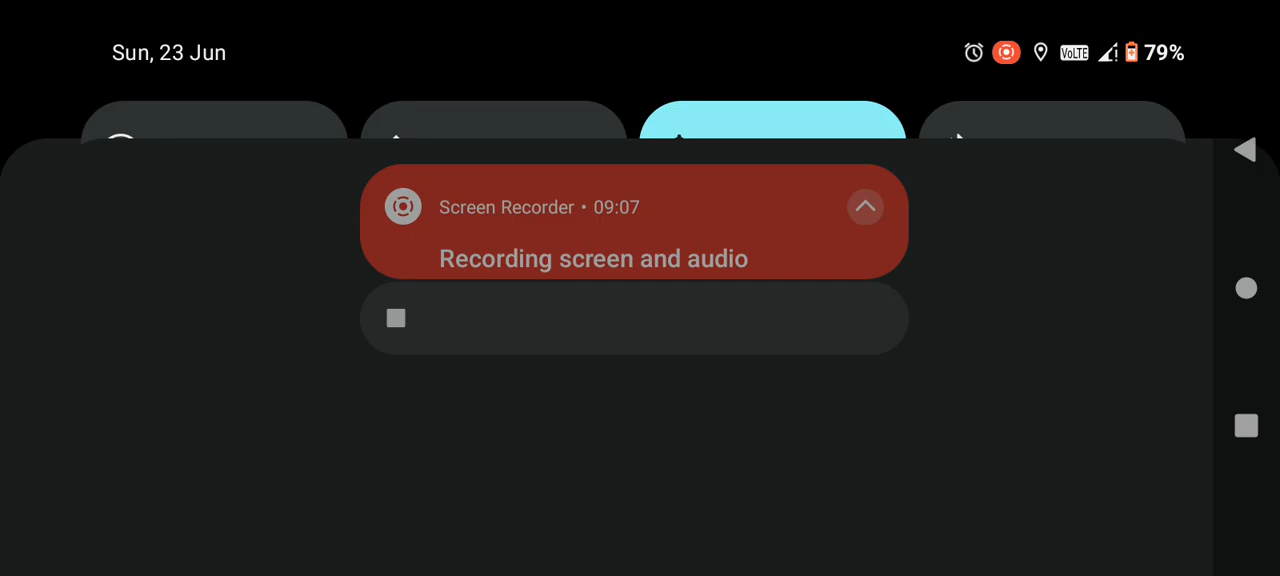 Sun, 23 Jun
VoLTE
79%
Screen Recorder • 09:07
Recording screen and audio